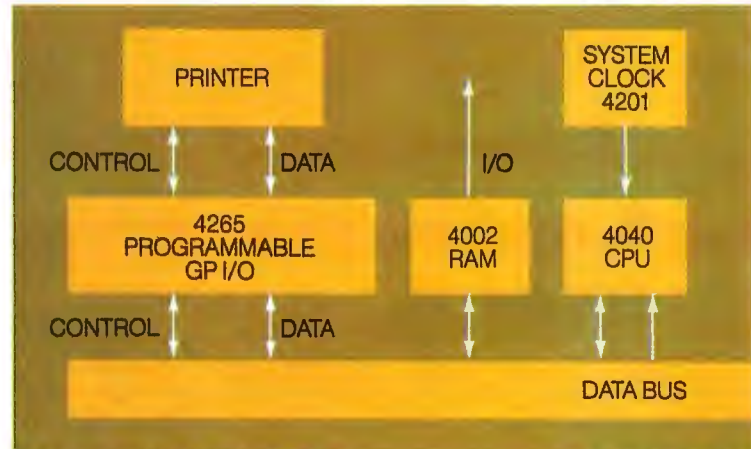 PRINTER
SYSTEM
CLOCK
4201
CONTROL
DATA
I/O
4265
PROGRAMMABLE
GP I/O
4002
RAM
4040
CPU
CONTROL
DATA
DATA BUS